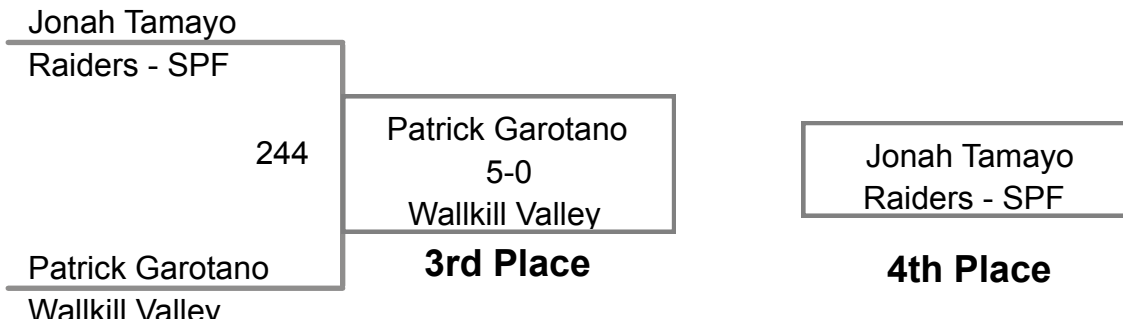 Jonah Tamayo
Raiders - SPF
244
Patrick Garotano
Wallkill Valley
Patrick Garotano
5-0
Wallkill Valley
3rd Place
Jonah Tamayo
Raiders - SPF
4th Place